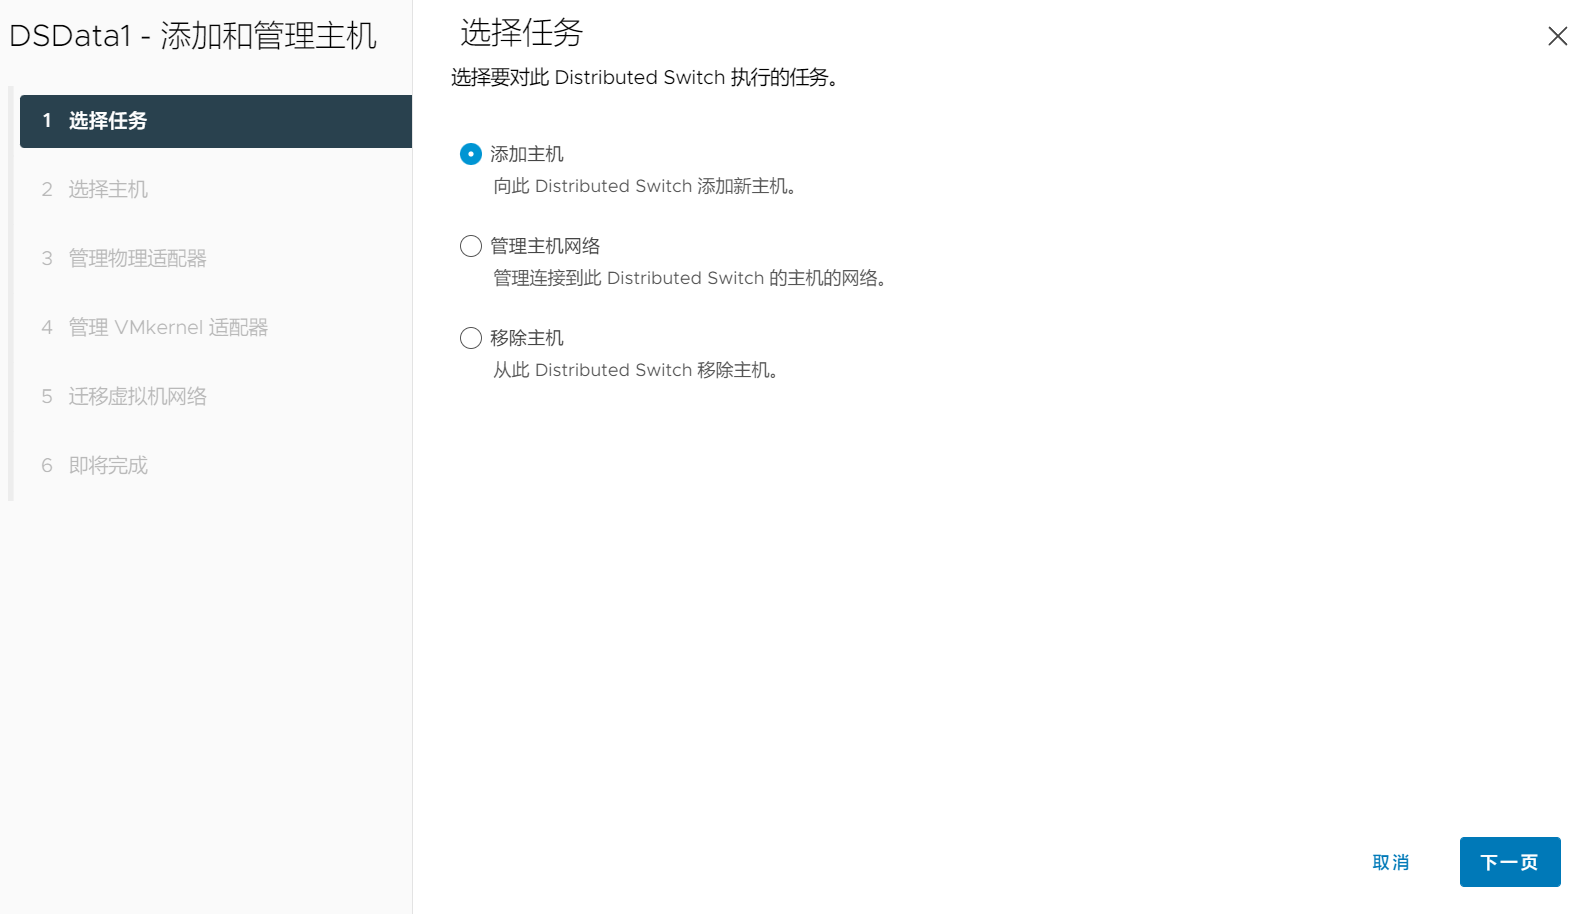 DSData1 - 添加和管理主机
1 选择任务
2 选择主机
3 管理物理适配器
4 管理 VMkernel 适配器
5 迁移虚拟机网络
6 即将完成
选择任务
选择要对此 Distributed Switch 执行的任务。
添加主机
向此 Distributed Switch 添加新主机。
管理主机网络
管理连接到此 Distributed Switch 的主机的网络。
移除主机
从此 Distributed Switch 移除主机。
取消
下一页